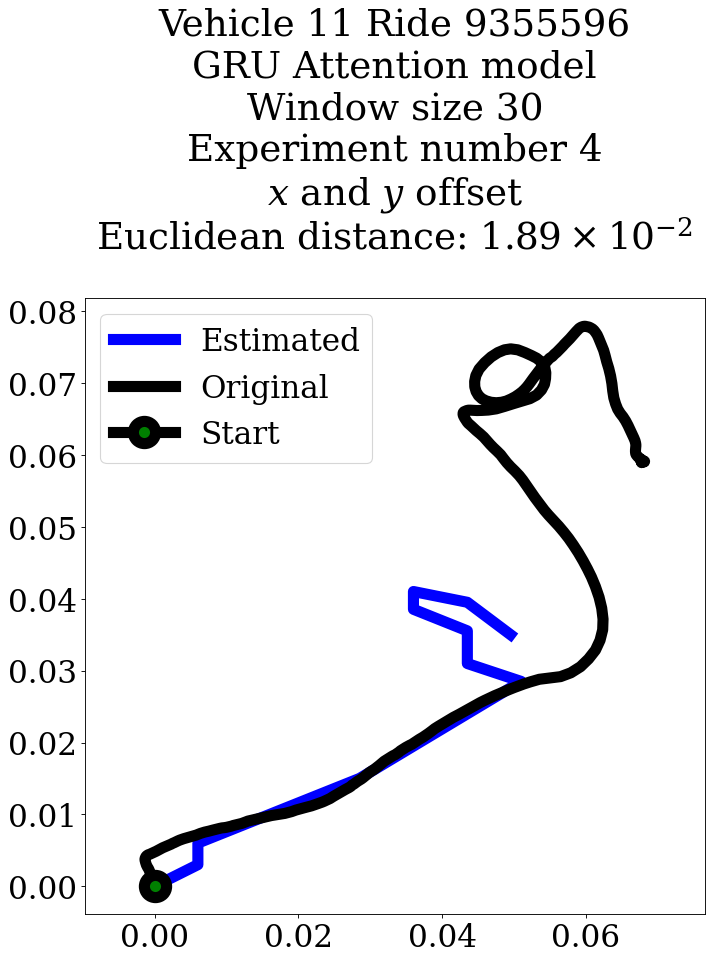 Vehicle 11 Ride 9355596
GRU Attention model
Window size 30
Experiment number 4
x and y offset
Euclidean distance: 1.89 × 10⁻²
0.08
0.07
0.06
0.05
0.04
0.03
0.02
0.01
0.00
Estimated
Original
Start
0.00 0.02 0.04 0.06